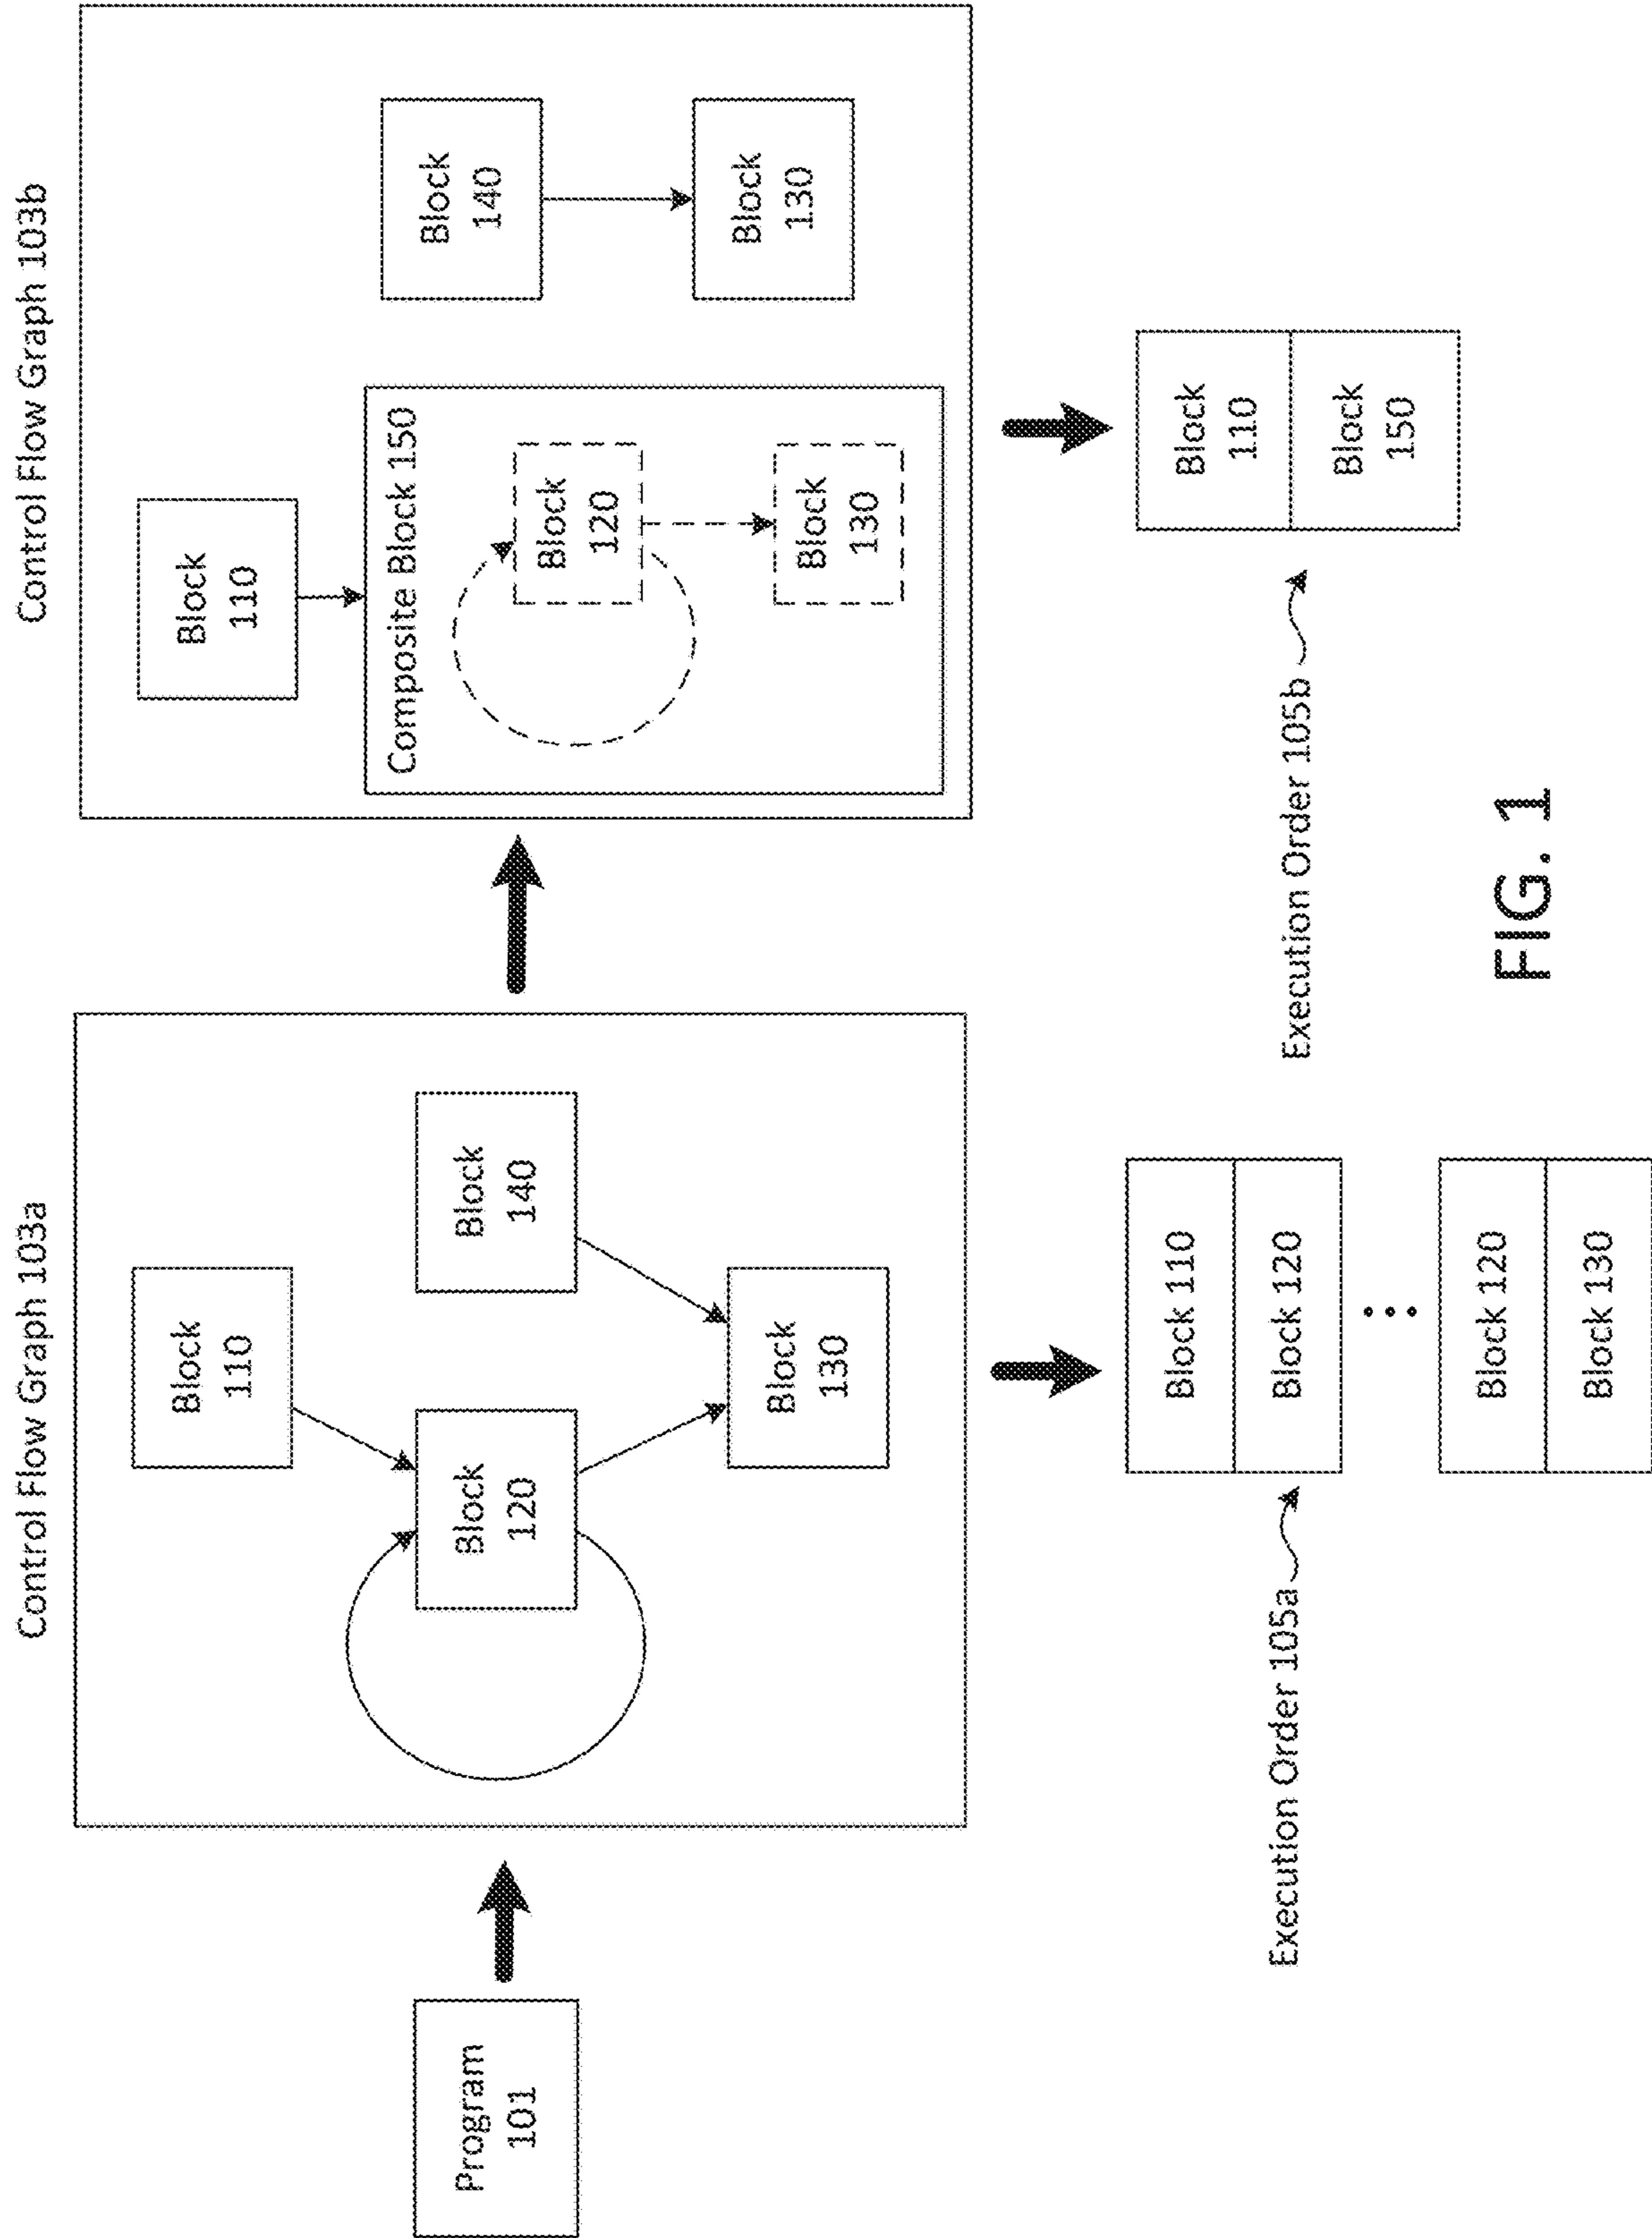 Program
101
Control Flow Graph 103a
Block
110
Block
120
Block
140
Block
130
Execution Order 105a
Block 110
Block 120
Block 120
Block 130
Control Flow Graph 103b
Block
110
Composite Block 150
Block
120
Block
130
Block
140
Block
130
Execution Order 105b
Block
110
Block
150
FIG. 1